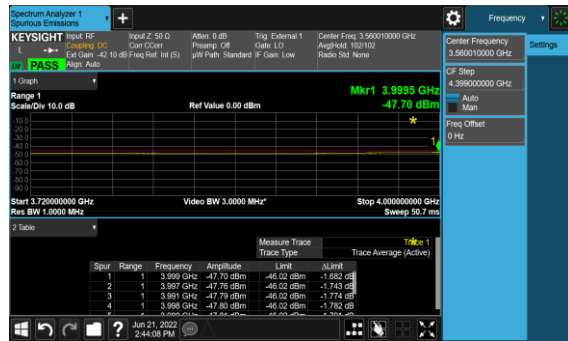 Spectrum Analyzer 1
Spurious Emissions
Frequency
KEYSIGHT Input: RF Input Z: 50 Ω Atten: 0 dB Trig: External 1 Center Freq: 3.560010000 GHz
L Coupling: DC Corr CCorr Preamp: Off Gate: LO Avg|Hold: 102/102
Ext Gain: -42.10 dB Freq Ref: Int (S) µW Path: Standard IF Gain: Low Radio Std: None
PASS Align: Auto
Center Frequency
3.560010000 GHz
Settings
CF Step
4.399000000 GHz
Auto
Man
Freq Offset
0 Hz
1 Graph
Range 1
Scale/Div 10.0 dB
Ref Value 0.00 dBm
Mkr1 3.9995 GHz
-47.70 dBm
1
-10.0
-20.0
-30.0
-40.0
-50.0
-60.0
-70.0
-80.0
-90.0
Start 3.720000000 GHz Video BW 3.0000 MHz* Stop 4.000000000 GHz
Res BW 1.0000 MHz Sweep 50.7 ms
2 Table
Measure Trace Trace 1
Trace Type Trace Average (Active)
Spur Range Frequency Amplitude Limit ΔLimit
1 1 3.999 GHz -47.70 dBm -46.02 dBm -1.682 dB
2 1 3.997 GHz -47.76 dBm -46.02 dBm -1.743 dB
3 1 3.991 GHz -47.79 dBm -46.02 dBm -1.774 dB
4 1 3.998 GHz -47.80 dBm -46.02 dBm -1.782 dB
Jun 21, 2022
2:44:08 PM